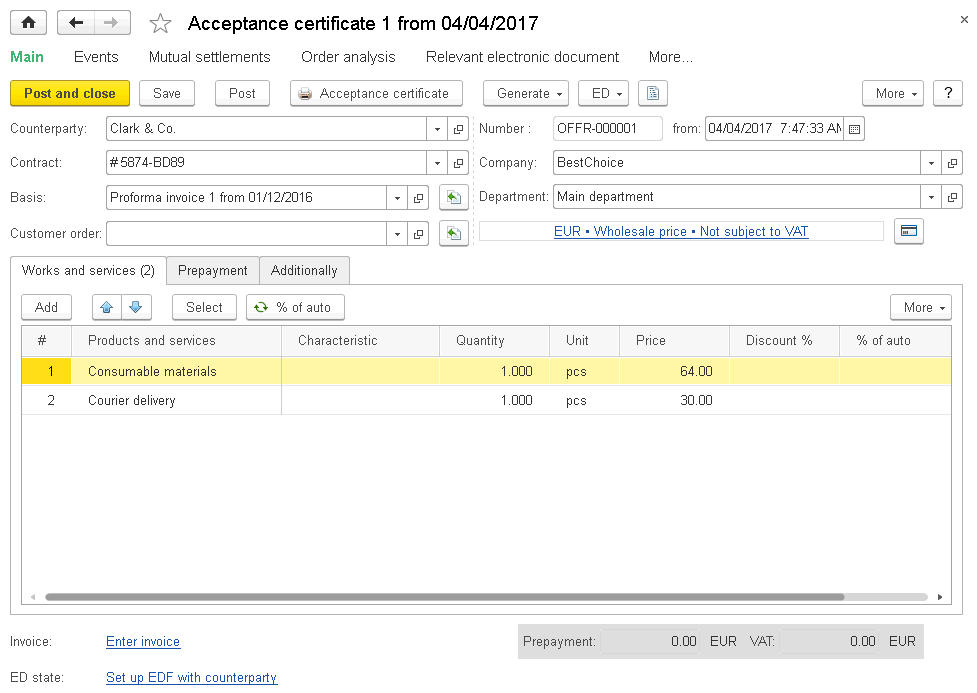 Acceptance certificate 1 from 04/04/2017
Main Events Mutual settlements Order analysis Relevant electronic document More...
Post and close Save Post Acceptance certificate Generate ED More ?
Counterparty: Clark & Co. Number : OFFR-000001 from: 04/04/2017 7:47:33 AM
Contract: #5874-BD89 Company: BestChoice
Basis: Proforma invoice 1 from 01/12/2016 Department: Main department
Customer order: EUR • Wholesale price • Not subject to VAT
Works and services (2) Prepayment Additionally
Add Select % of auto More
# Products and services Characteristic Quantity Unit Price Discount % % of auto
1 Consumable materials 1.000 pcs 64.00
2 Courier delivery 1.000 pcs 30.00
Invoice: Enter invoice Prepayment: 0.00 EUR VAT: 0.00 EUR
ED state: Set up EDF with counterparty